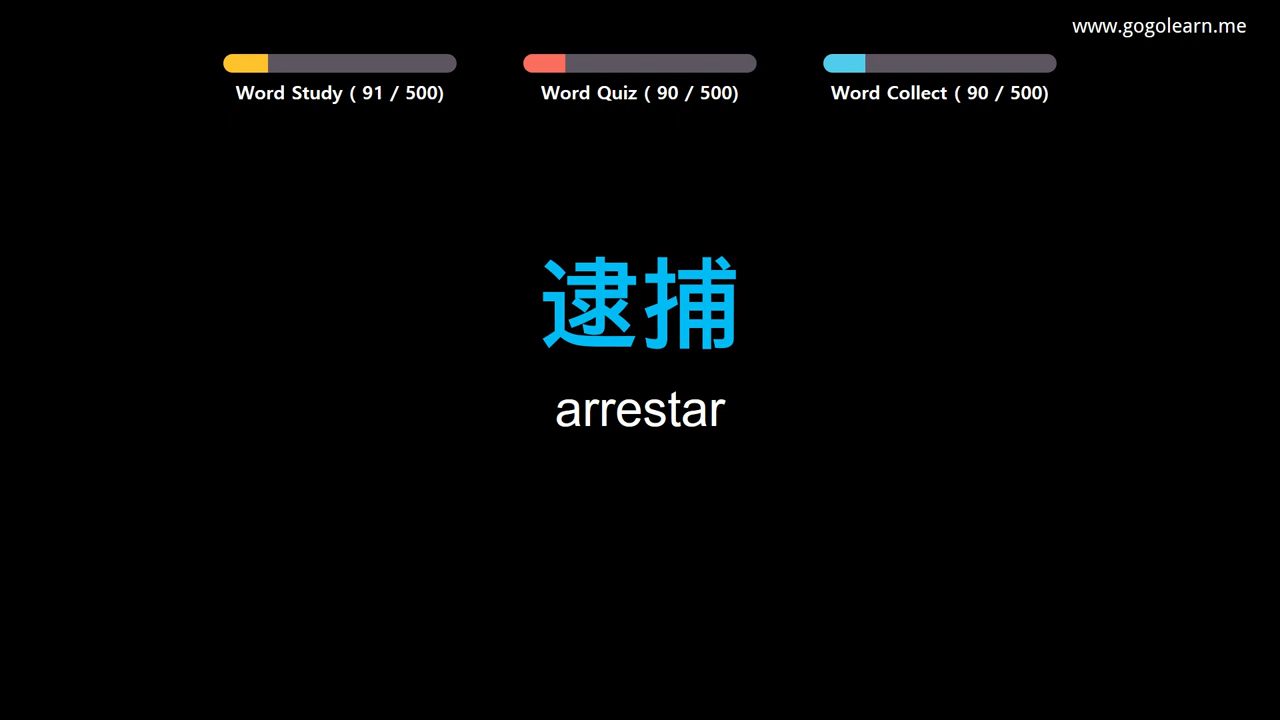 www.gogolearn.me
Word Study ( 91 / 500)
Word Quiz ( 90 / 500)
Word Collect ( 90 / 500)
逮捕
arrestar